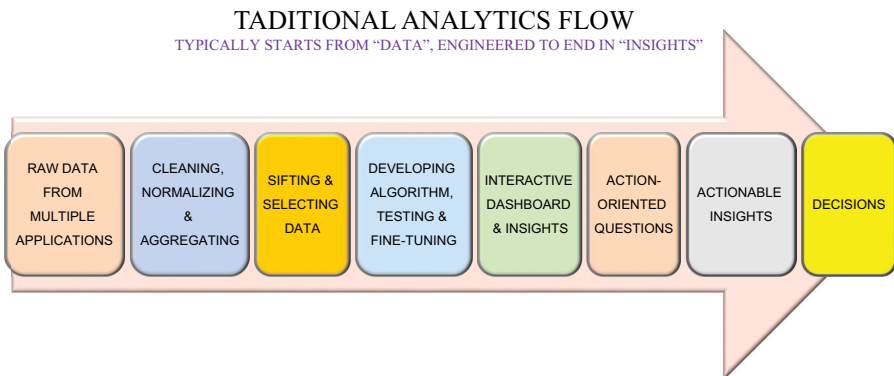 TADITIONAL ANALYTICS FLOW
TYPICALLY STARTS FROM “DATA”, ENGINEERED TO END IN “INSIGHTS”
RAW DATA
FROM
MULTIPLE
APPLICATIONS
CLEANING,
NORMALIZING
&
AGGREGATING
SIFTING &
SELECTING
DATA
DEVELOPING
ALGORITHM,
TESTING &
FINE-TUNING
INTERACTIVE
DASHBOARD
& INSIGHTS
ACTION-
ORIENTED
QUESTIONS
ACTIONABLE
INSIGHTS
DECISIONS